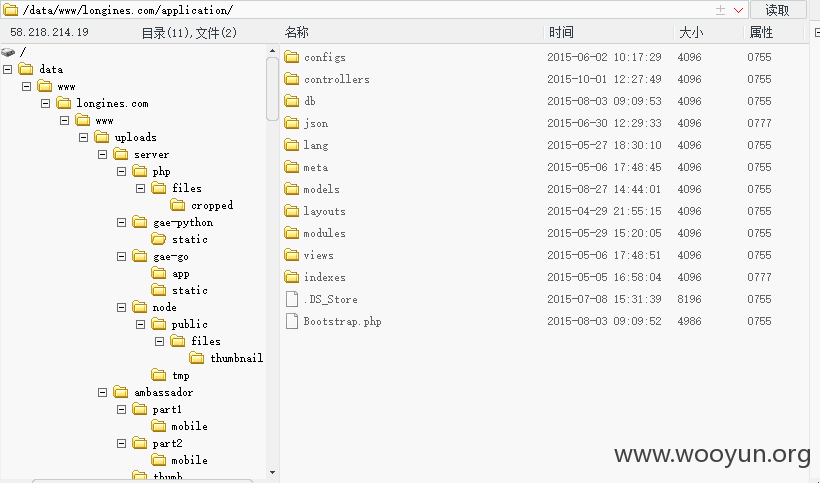 /data/www/longines.com/application/ 读取
58.218.214.19 目录(11),文件(2) 名称 时间 大小 属性
/
data
www
longines.com
www
uploads
server
php
files
cropped
gae-python
static
gae-go
app
static
node
public
files
thumbnail
tmp
ambassador
part1
mobile
part2
mobile
thumb
configs 2015-06-02 10:17:29 4096 0755
controllers 2015-10-01 12:27:49 4096 0755
db 2015-08-03 09:09:53 4096 0755
json 2015-06-30 12:29:33 4096 0777
lang 2015-05-27 18:30:10 4096 0755
meta 2015-05-06 17:48:45 4096 0755
models 2015-08-27 14:44:01 4096 0755
layouts 2015-04-29 21:55:15 4096 0755
modules 2015-05-29 15:20:05 4096 0755
views 2015-05-06 17:48:51 4096 0755
indexes 2015-05-05 16:58:04 4096 0777
.DS_Store 2015-07-08 15:31:39 8196 0755
Bootstrap.php 2015-08-03 09:09:52 4986 0755
www.wooyun.org